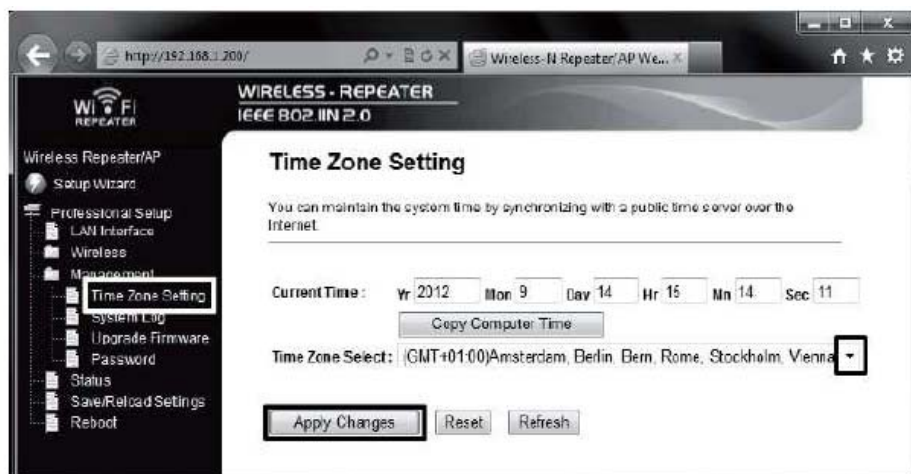 http://192.168.1.200/
Wireless-N Repeater/AP We...
WI FI
REPEATER
WIRELESS - REPEATER
IEEE 802.11N 2.0
Wireless Repeater/AP
Setup Wizard
Professional Setup
LAN Interface
Wireless
Management
Time Zone Setting
System Log
Upgrade Firmware
Password
Status
Save/Reload Settings
Reboot
Time Zone Setting
You can maintain the system time by synchronizing with a public time server over the
Internet.
Current Time : Yr 2012 Mon 9 Day 14 Hr 15 Mn 14 Sec 11
Copy Computer Time
Time Zone Select : (GMT+01:00)Amsterdam, Berlin, Bern, Rome, Stockholm, Vienna
Apply Changes Reset Refresh